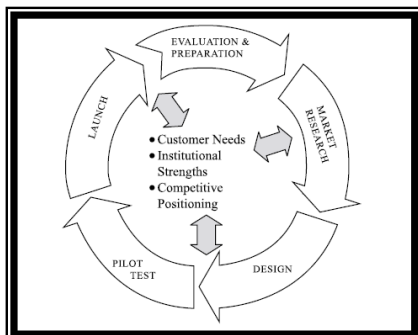 EVALUATION &
PREPARATION
MARKET
RESEARCH
DESIGN
PILOT
TEST
LAUNCH
• Customer Needs
• Institutional
Strengths
• Competitive
Positioning